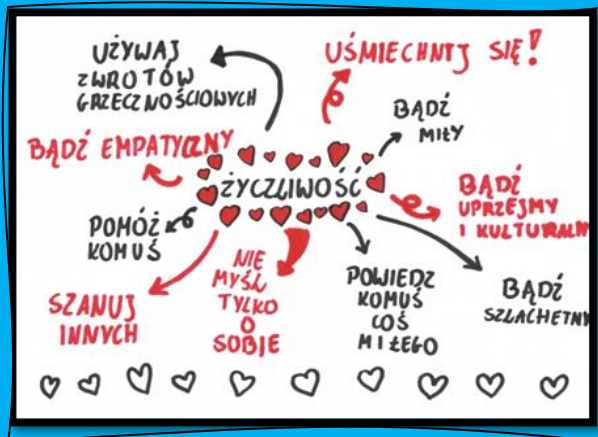 UŻYWAJ
ZWROTÓW
GRZECZNOŚCIOWYCH
UŚMIECHNIJ SIĘ!
BĄDŹ
MIŁY
BĄDŹ EMPATYCZNY
ŻYCZLIWOŚĆ
BĄDŹ
UPRZEJMY
I KULTURALN
POMÓŻ
KOMUŚ
NIE
MYŚL
TYLKO
O
SOBIE
POWIEDZ
KOMUŚ
COŚ
MIŁEGO
BĄDŹ
SZLACHETNY
SZANUJ
INNYCH